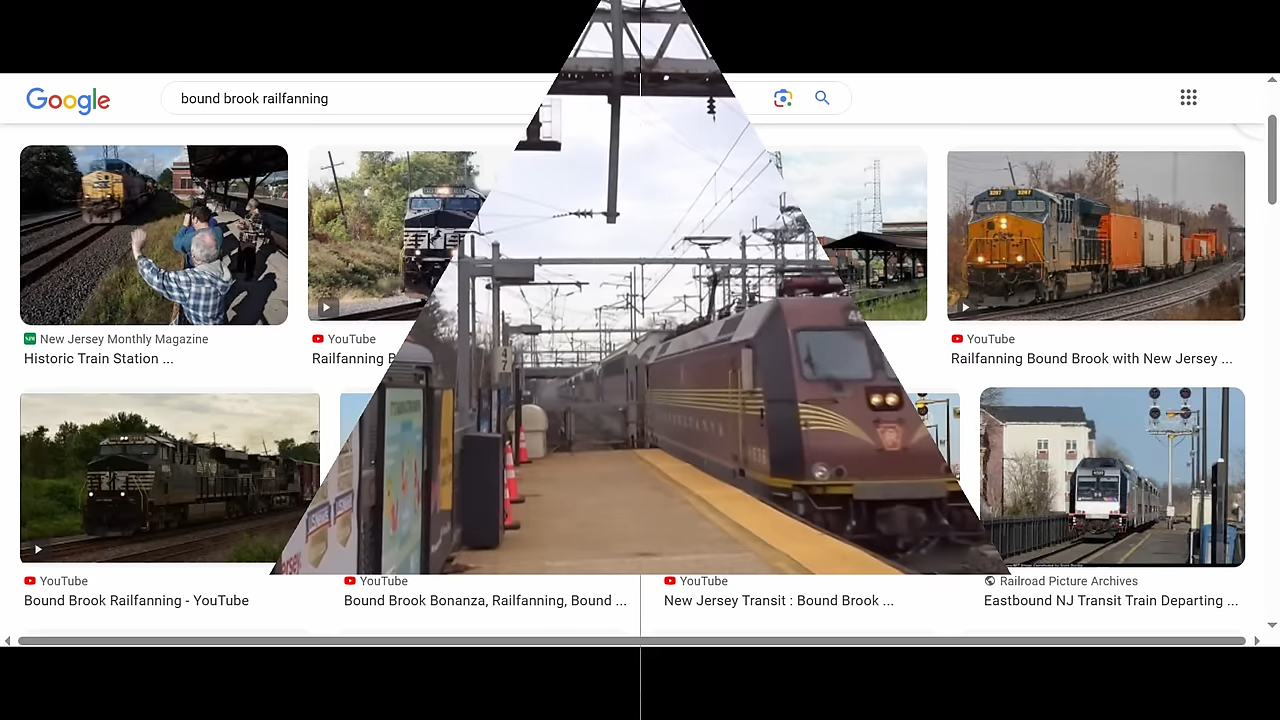 Google
bound brook railfanning
New Jersey Monthly Magazine
Historic Train Station ...
YouTube
Railfanning B
YouTube
Railfanning Bound Brook with New Jersey ...
3287 3287
YouTube
Bound Brook Railfanning - YouTube
YouTube
Bound Brook Bonanza, Railfanning, Bound ...
YouTube
New Jersey Transit : Bound Brook ...
Railroad Picture Archives
Eastbound NJ Transit Train Departing ...